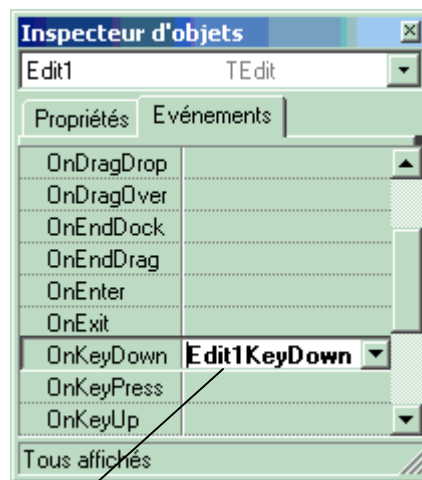 Inspecteur d'objets
Edit1 TEdit
Propriétés Evénements
OnDragDrop
OnDragOver
OnEndDock
OnEndDrag
OnEnter
OnExit
OnKeyDown Edit1KeyDown
OnKeyPress
OnKeyUp
Tous affichés